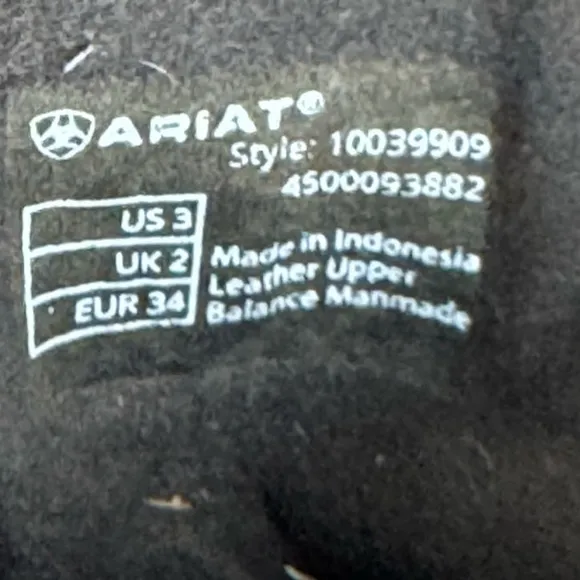 ARIAT®
Style: 10039909
4500093882
US 3
UK 2
EUR 34
Made in Indonesia
Leather Upper
Balance Manmade